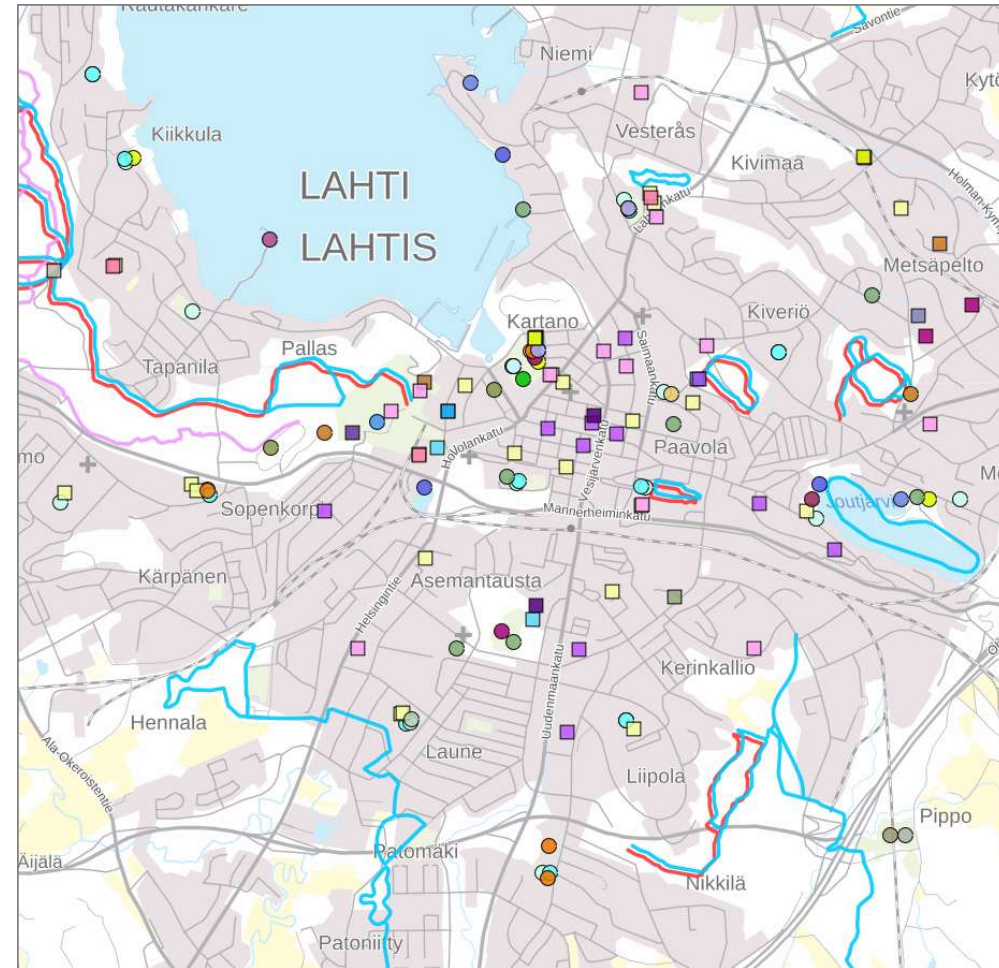 Rautakankare
Niemi
Savontie
Kytö
Kiikkula
Vesterås
Kivimaa
Holman-Kym
LAHTI
LAHTIS
Metsäpelto
Kartano
Kiveriö
Pallas
Tapanila
Saimaankatu
Paavola
Hollolankatu
Vesijärvenkatu
mo
Sopenkorpi
Mannerheiminkatu
Joutjärvi
Kärpänen
Asemantausta
Helsingintie
Kerinkallio
Uudenmaankatu
Hennala
Ala-Okeroistentie
Laune
Liipola
Pippo
Äijälä
Patomäki
Nikkilä
Patoniitty